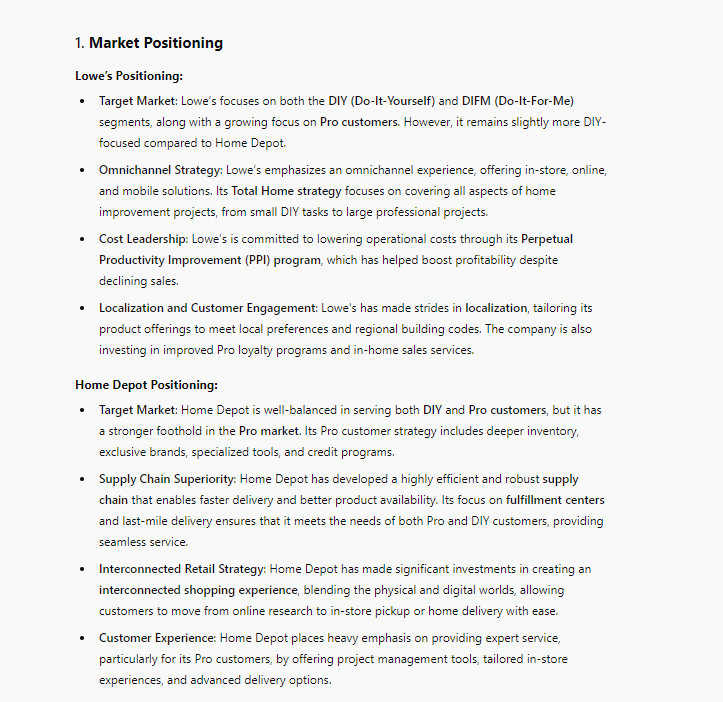 1. Market Positioning
Lowe's Positioning:
• Target Market: Lowe's focuses on both the DIY (Do-It-Yourself) and DIFM (Do-It-For-Me)
segments, along with a growing focus on Pro customers. However, it remains slightly more DIY-
focused compared to Home Depot.
• Omnichannel Strategy: Lowe's emphasizes an omnichannel experience, offering in-store, online,
and mobile solutions. Its Total Home strategy focuses on covering all aspects of home
improvement projects, from small DIY tasks to large professional projects.
• Cost Leadership: Lowe's is committed to lowering operational costs through its Perpetual
Productivity Improvement (PPI) program, which has helped boost profitability despite
declining sales.
• Localization and Customer Engagement: Lowe's has made strides in localization, tailoring its
product offerings to meet local preferences and regional building codes. The company is also
investing in improved Pro loyalty programs and in-home sales services.
Home Depot Positioning:
• Target Market: Home Depot is well-balanced in serving both DIY and Pro customers, but it has
a stronger foothold in the Pro market. Its Pro customer strategy includes deeper inventory,
exclusive brands, specialized tools, and credit programs.
• Supply Chain Superiority: Home Depot has developed a highly efficient and robust supply
chain that enables faster delivery and better product availability. Its focus on fulfillment centers
and last-mile delivery ensures that it meets the needs of both Pro and DIY customers, providing
seamless service.
• Interconnected Retail Strategy: Home Depot has made significant investments in creating an
interconnected shopping experience, blending the physical and digital worlds, allowing
customers to move from online research to in-store pickup or home delivery with ease.
• Customer Experience: Home Depot places heavy emphasis on providing expert service,
particularly for its Pro customers, by offering project management tools, tailored in-store
experiences, and advanced delivery options.